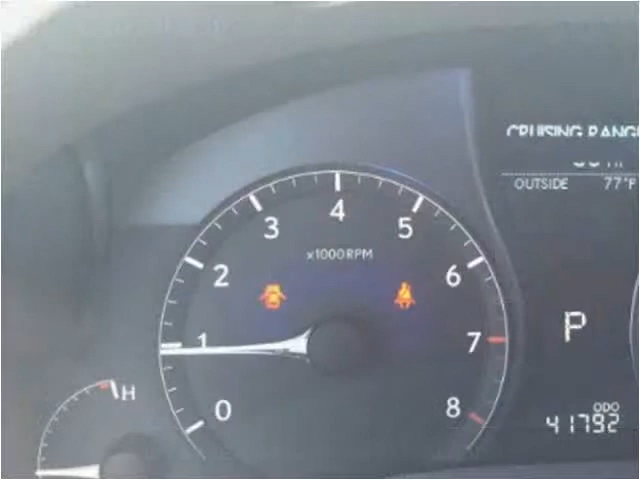 CRUISING RANGE
OUTSIDE 77°F
x1000RPM
0
1
2
3
4
5
6
7
8
H
P
ODO
41792